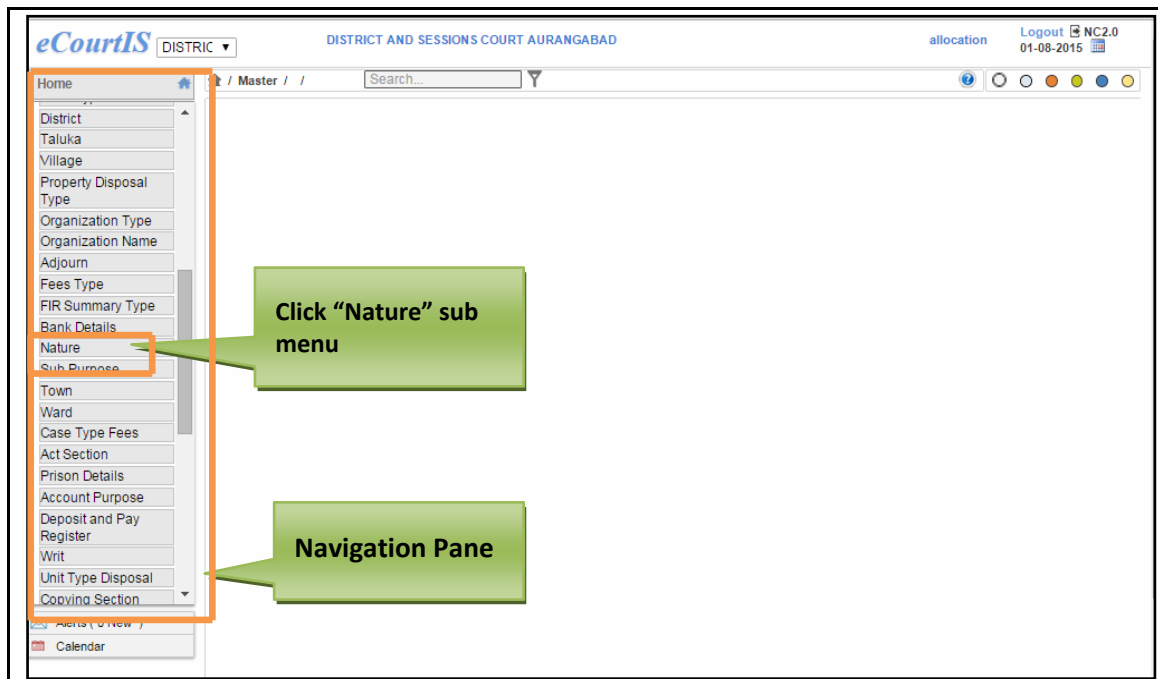 eCourtIS DISTRIC
DISTRICT AND SESSIONS COURT AURANGABAD
allocation
Logout NC2.0
01-08-2015
Home
/ Master / /
Search...
District
Taluka
Village
Property Disposal
Type
Organization Type
Organization Name
Adjourn
Fees Type
FIR Summary Type
Bank Details
Nature
Sub Purpose
Town
Ward
Case Type Fees
Act Section
Prison Details
Account Purpose
Deposit and Pay
Register
Writ
Unit Type Disposal
Copying Section
Alerts ( 0 New )
Calendar
Click “Nature” sub
menu
Navigation Pane